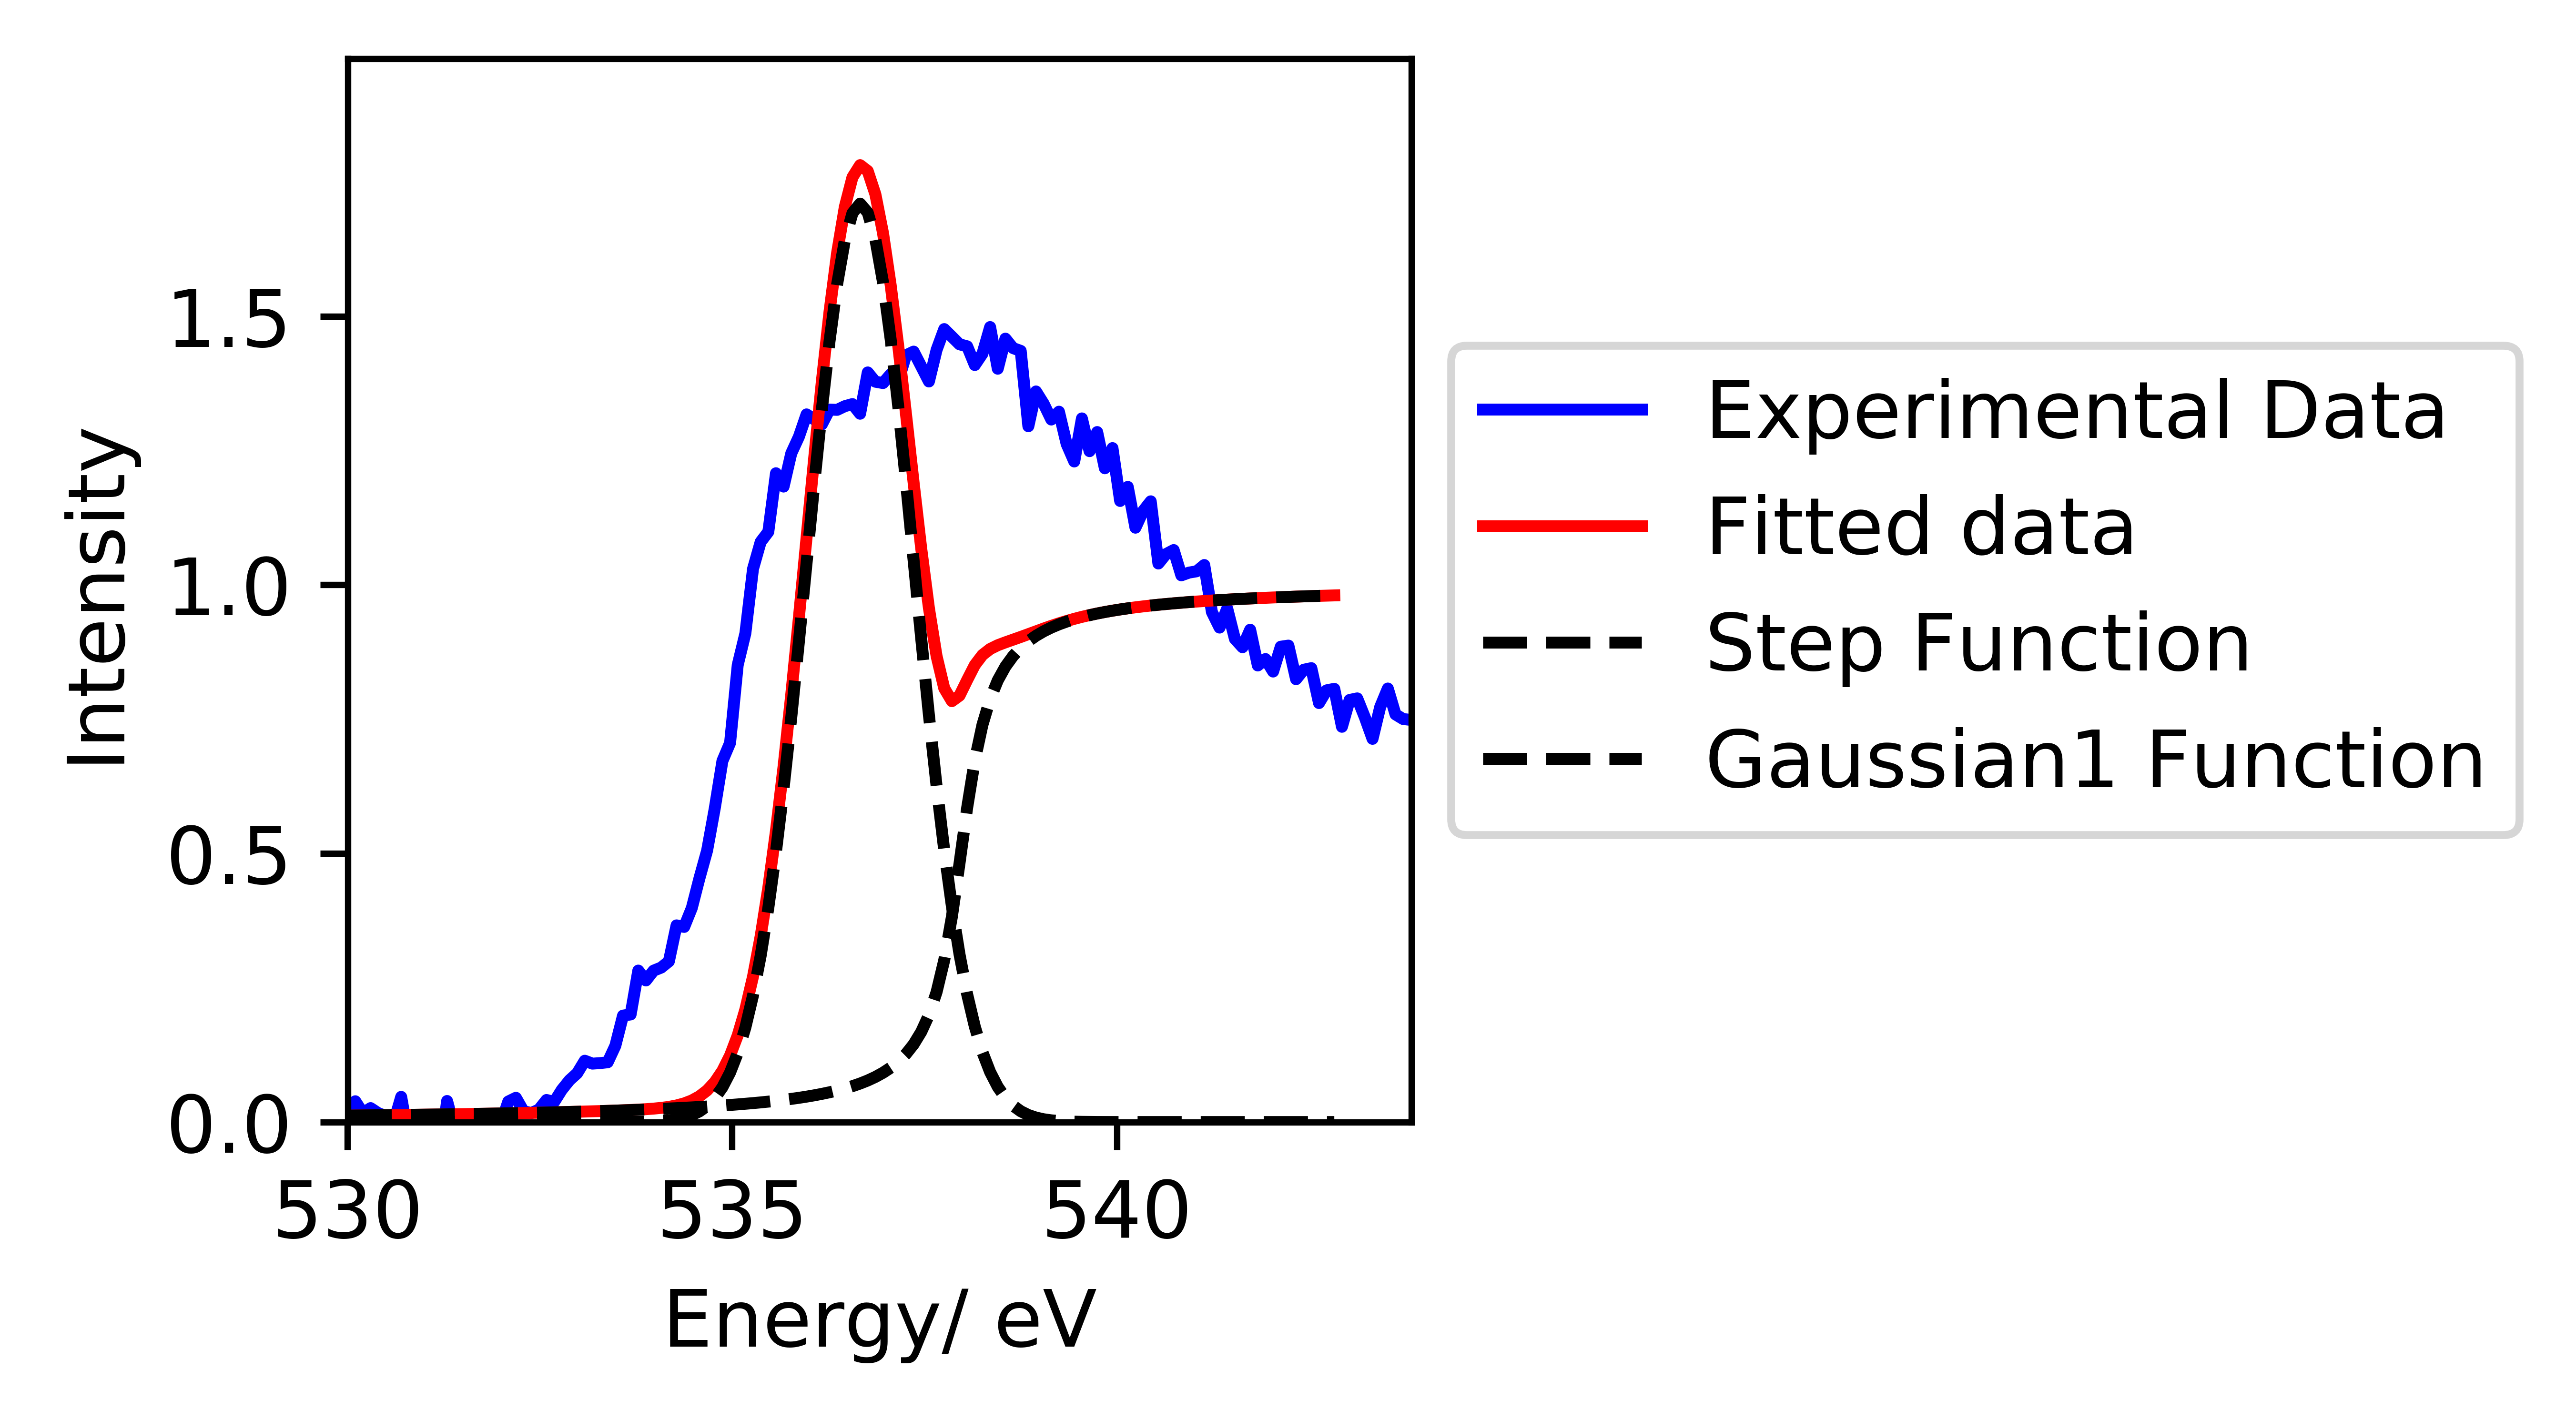 1.5
1.0
0.5
0.0
Intensity
530 535 540
Energy/ eV
Experimental Data
Fitted data
Step Function
Gaussian1 Function